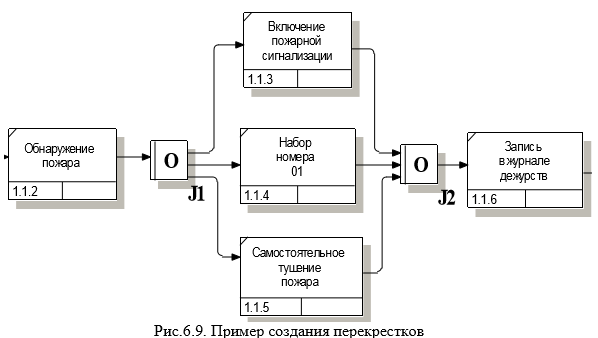 Включение
пожарной
сигнализации
1.1.3
Обнаружение
пожара
1.1.2
O
J1
Набор
номера
01
1.1.4
O
J2
Запись
в журнале
дежурств
1.1.6
Самостоятельное
тушение
пожара
1.1.5
Рис.6.9. Пример создания перекрестков